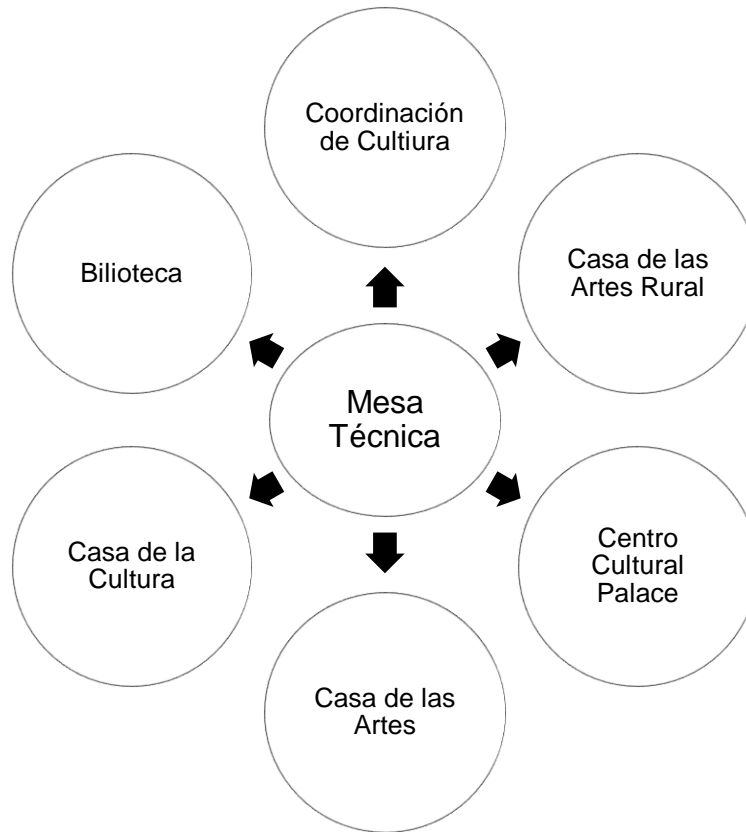 Coordinación
de Cultiura
Bilioteca
Casa de las
Artes Rural
Mesa
Técnica
Casa de la
Cultura
Centro
Cultural
Palace
Casa de las
Artes